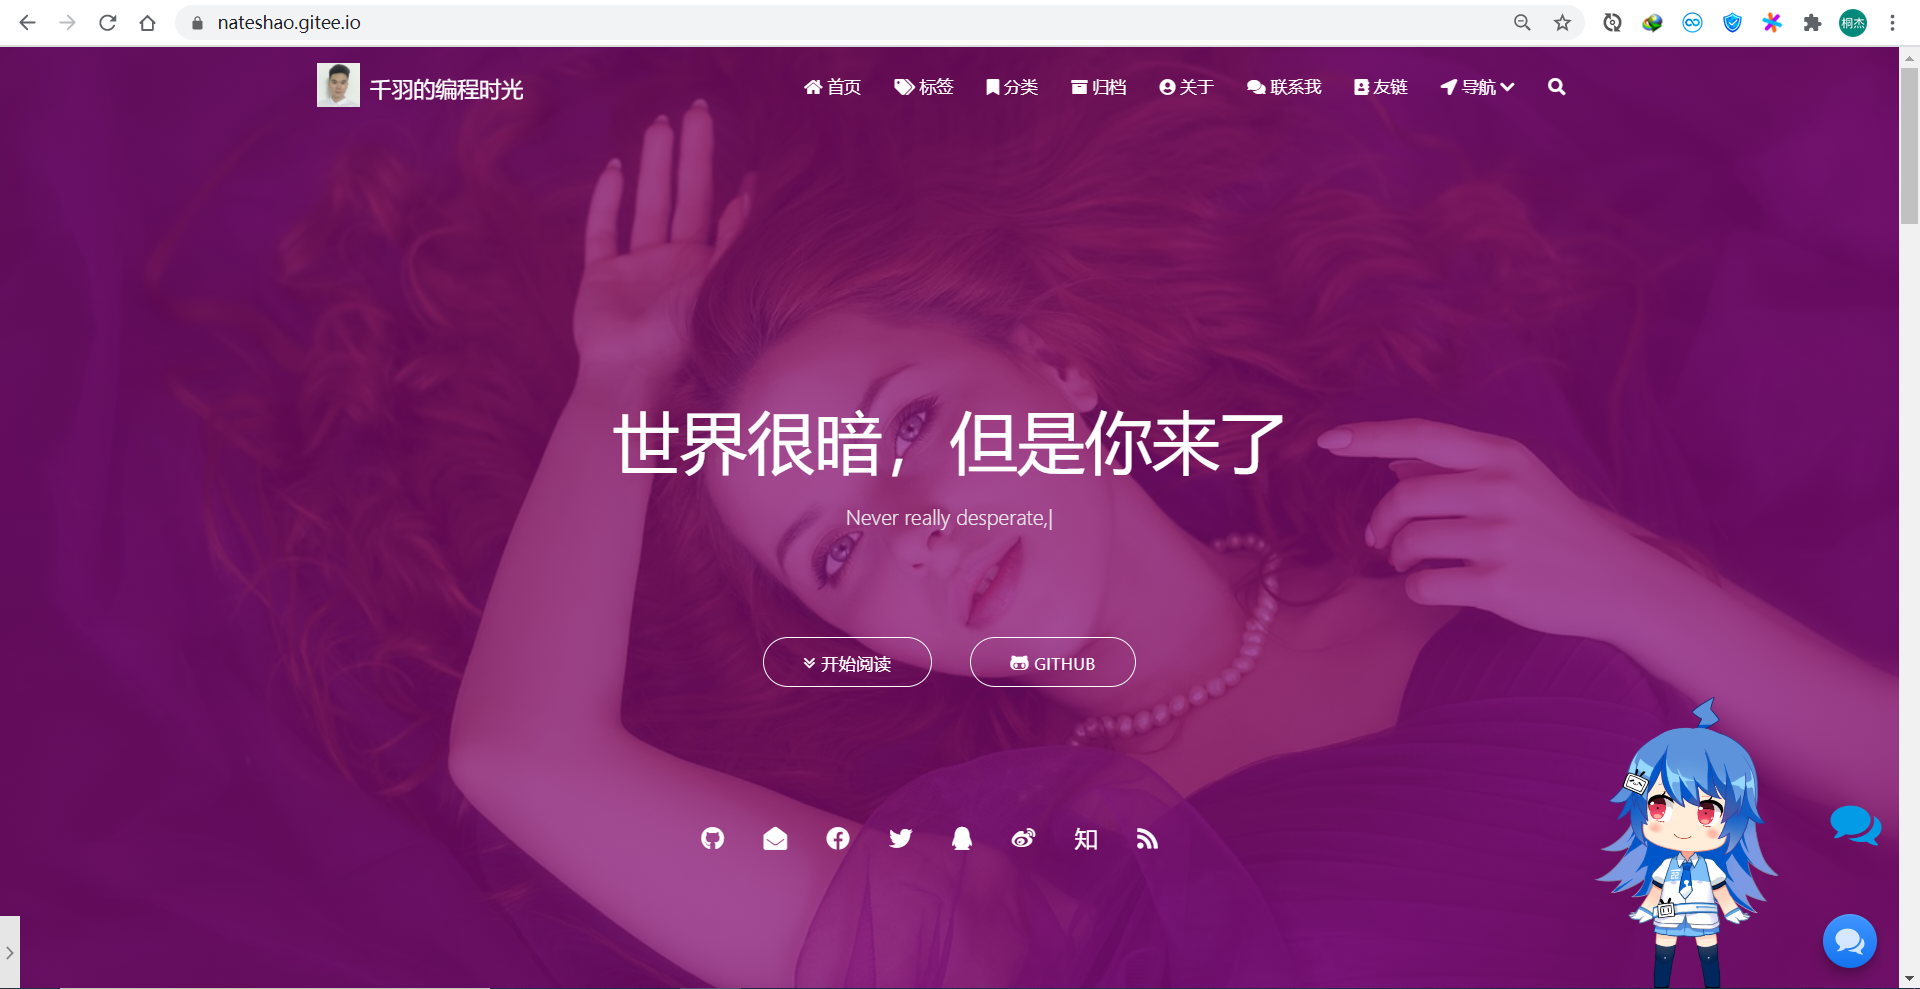 nateshao.gitee.io
桐杰
千羽的编程时光
首页 标签 分类 归档 关于 联系我 友链 导航
世界很暗，但是你来了
Never really desperate,|
开始阅读 GITHUB
知